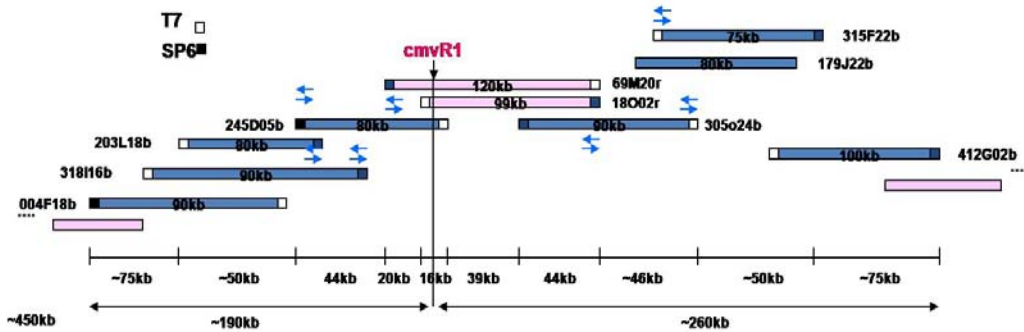 T7
SP6
cmvR1
75kb 315F22b
80kb 179J22b
120kb 69M20r
99kb 18O02r
245D05b 80kb
90kb 305o24b
203L18b 80kb
100kb 412G02b
318I16b 90kb
....
004F18b 90kb
....
~75kb ~50kb 44kb 20kb 16kb 39kb 44kb ~46kb ~50kb ~75kb
~450kb ~190kb ~260kb